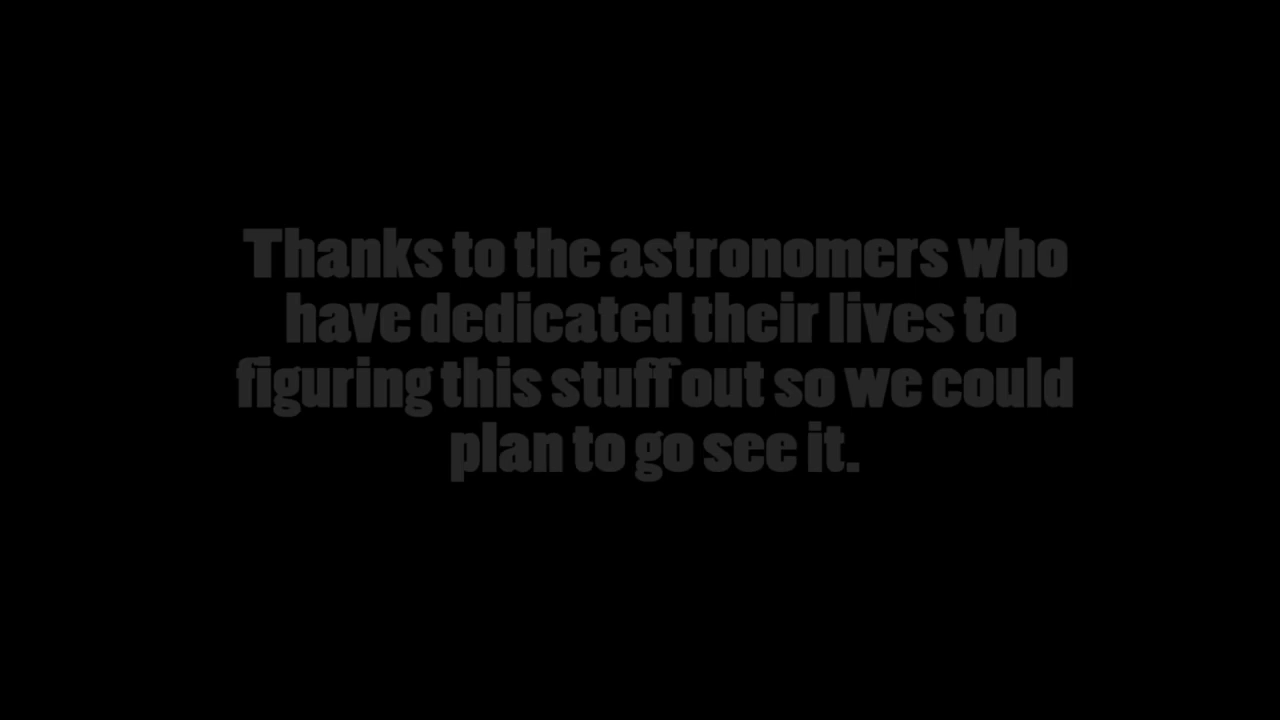 Thanks to the astronomers who
have dedicated their lives to
figuring this stuff out so we could
plan to go see it.